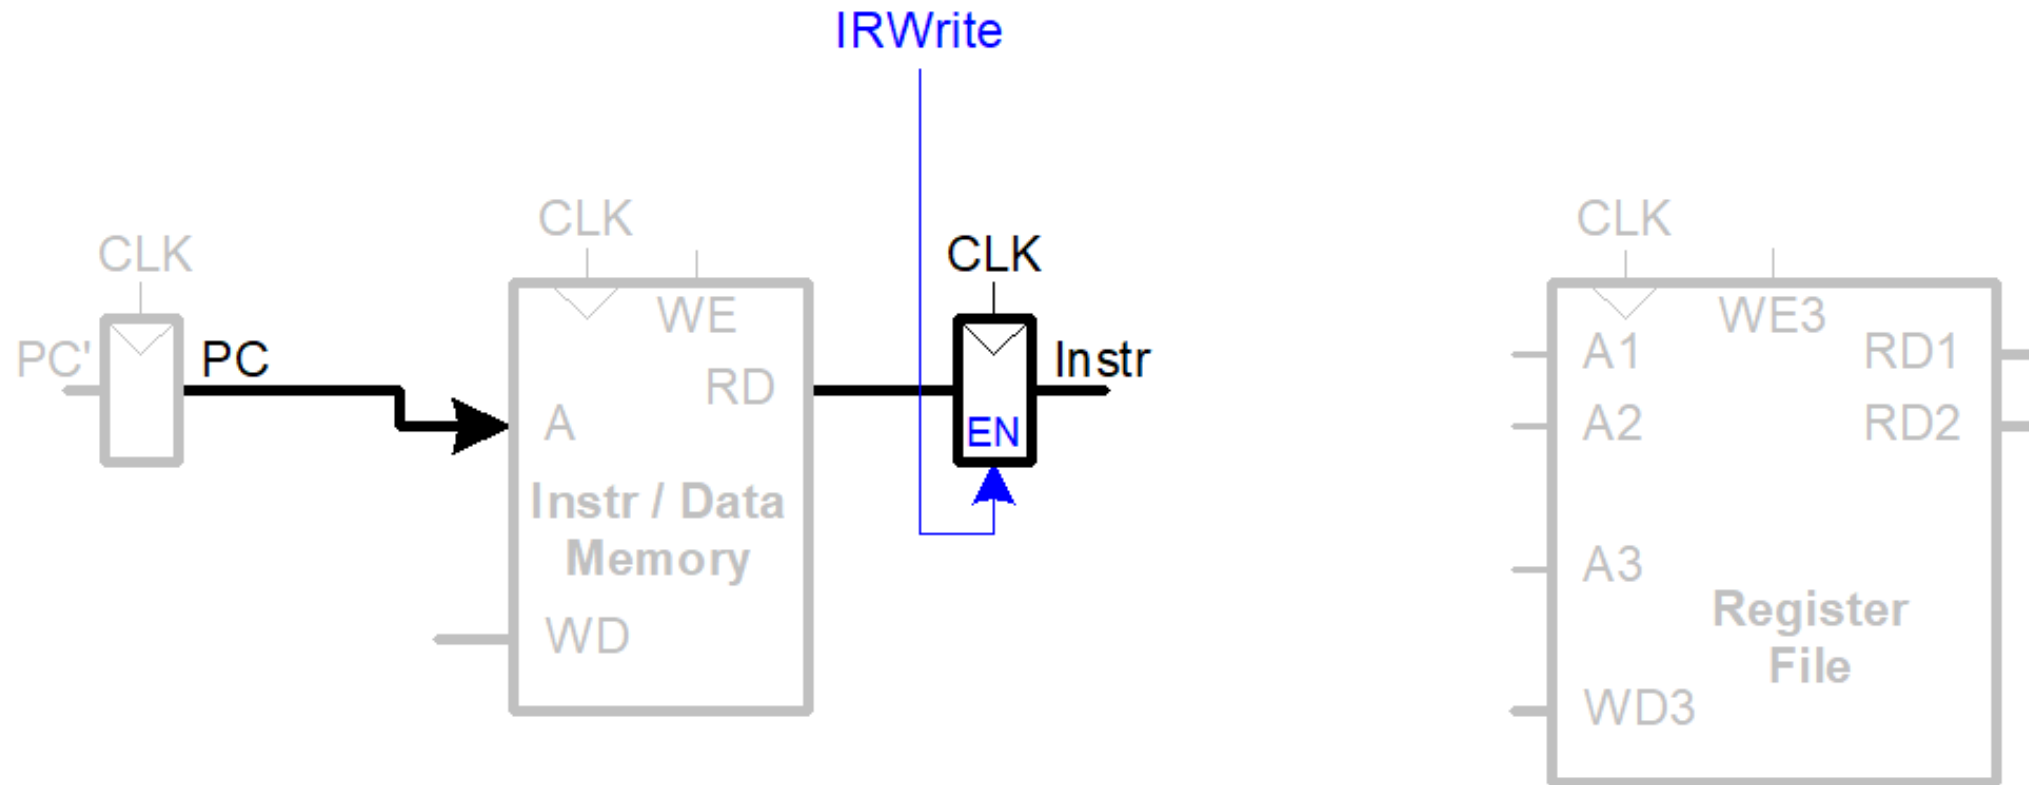 IRWrite
CLK
PC'
PC
CLK
WE
A
RD
Instr / Data
Memory
WD
CLK
EN
Instr
CLK
WE3
A1
RD1
A2
RD2
A3
Register
File
WD3